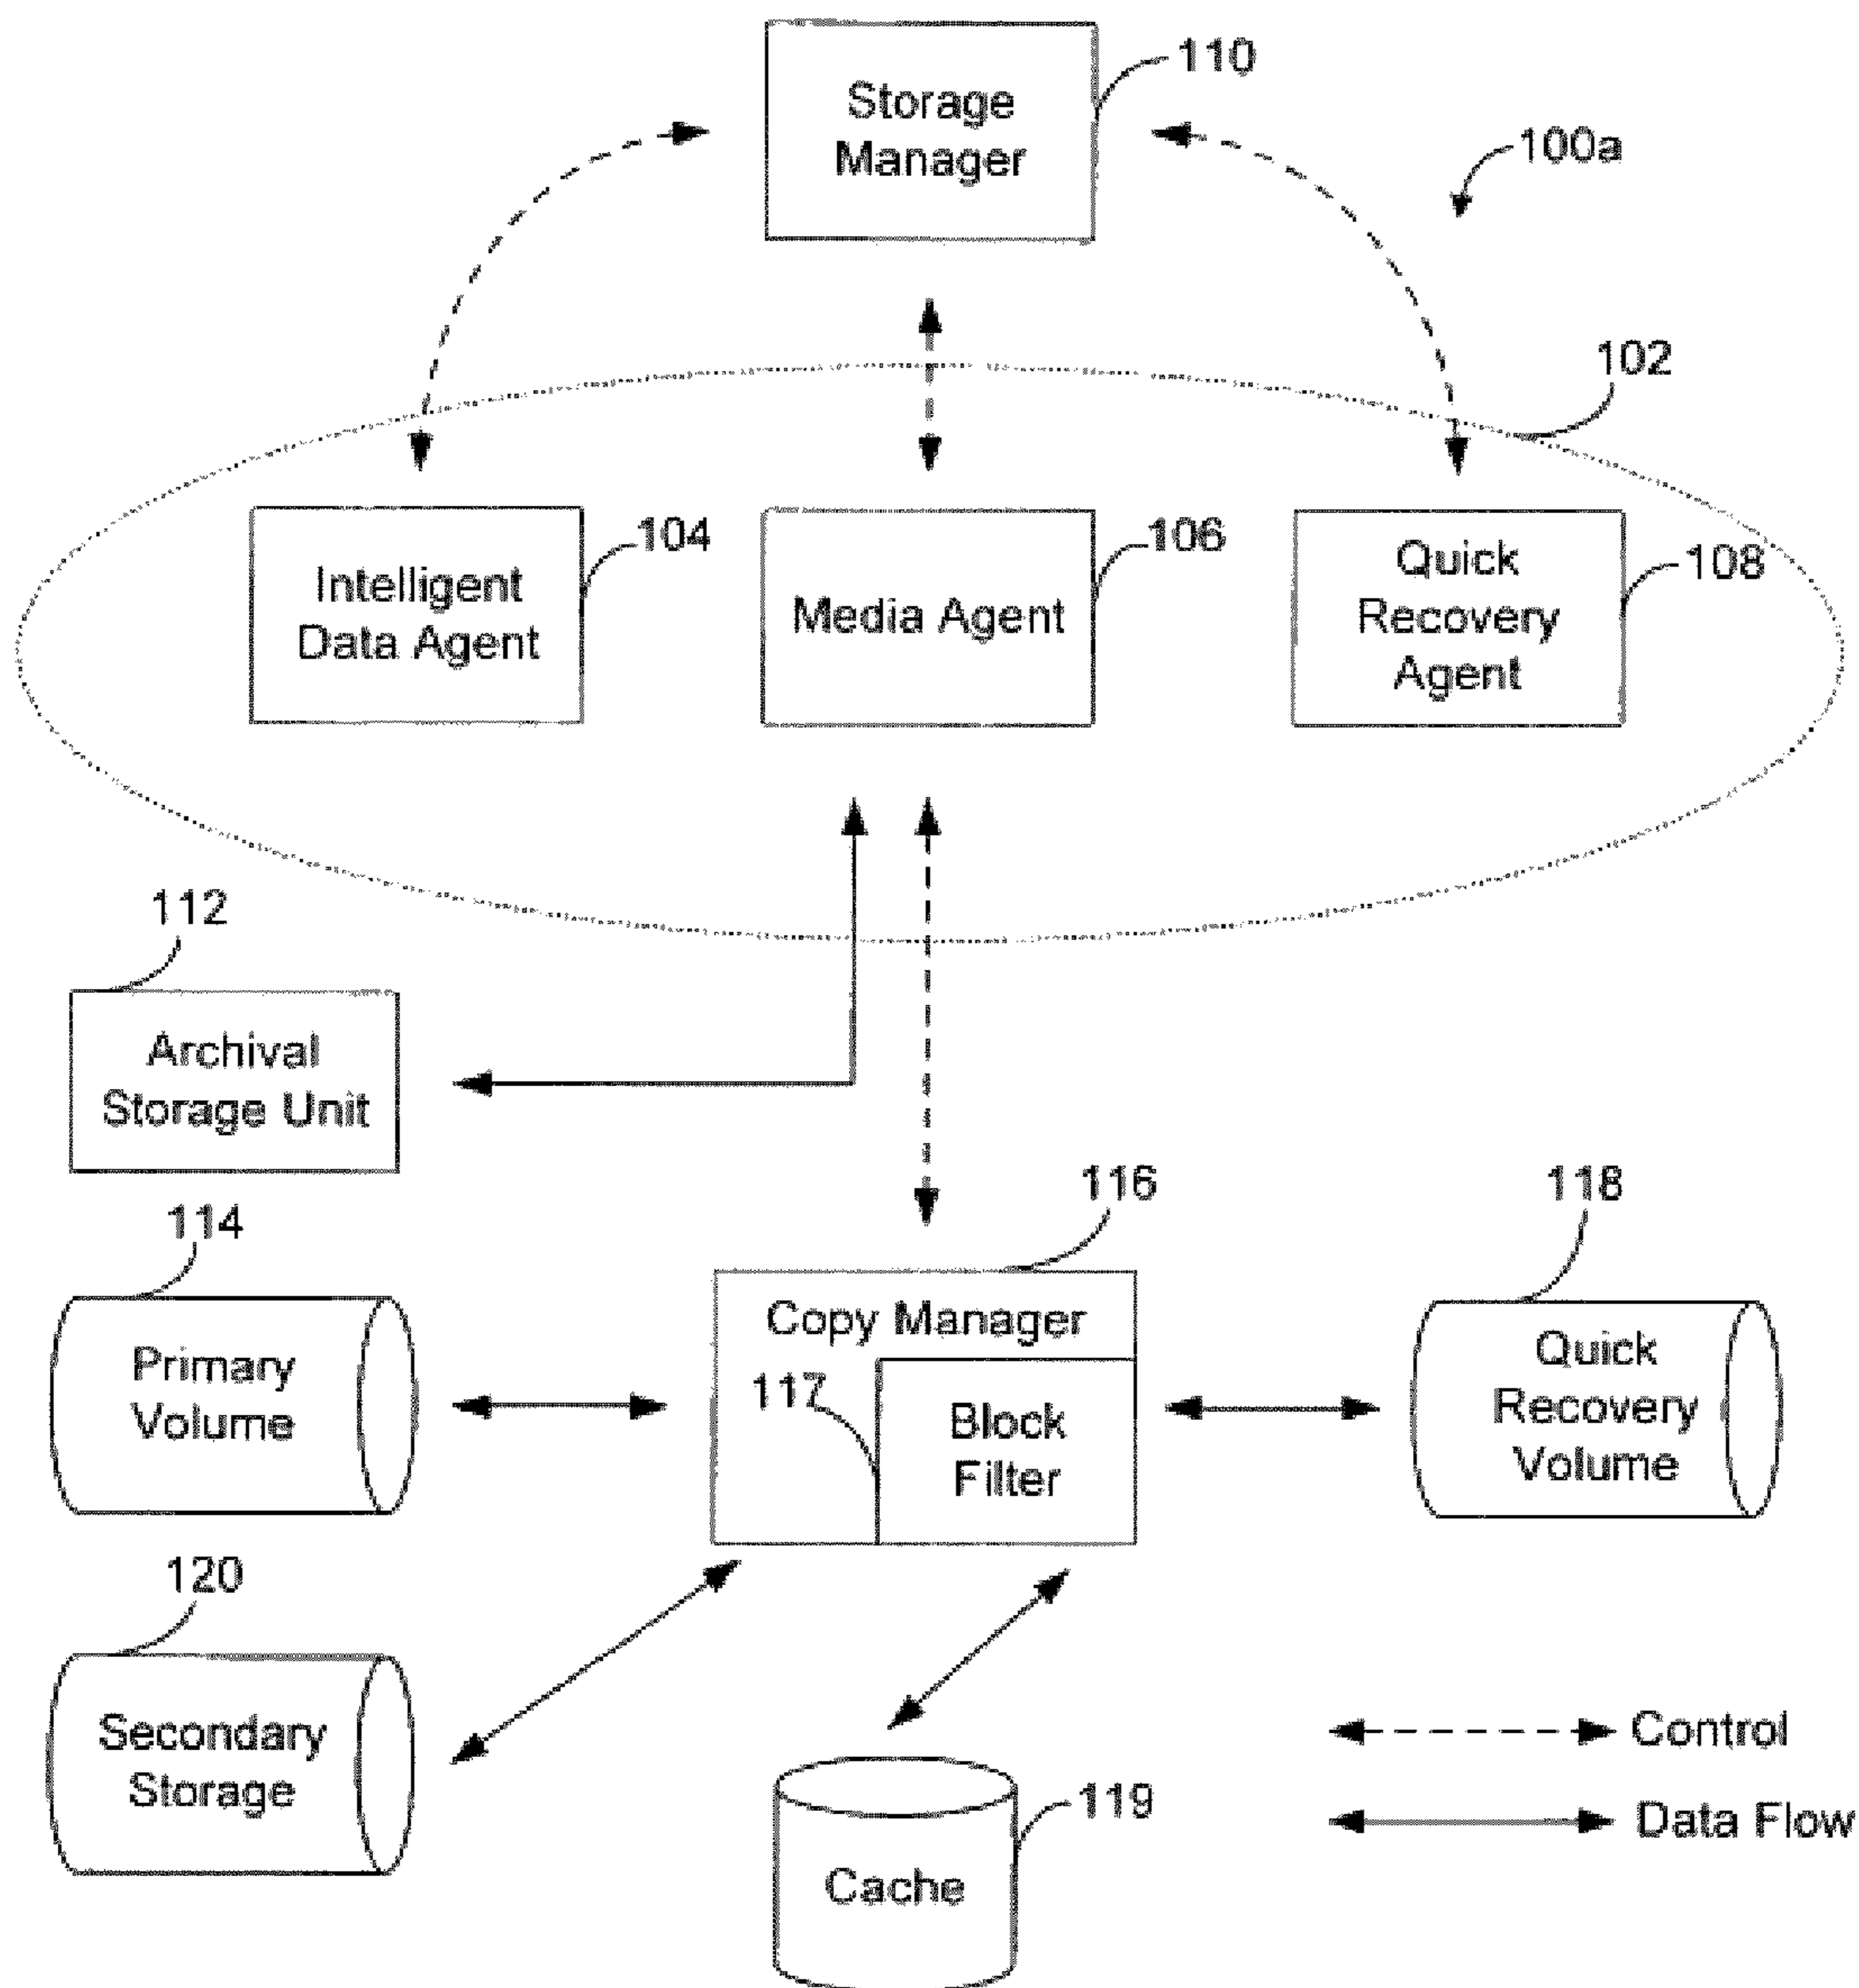 110
Storage
Manager
100a
102
104
Intelligent
Data Agent
106
Media Agent
108
Quick
Recovery
Agent
112
Archival
Storage Unit
114
Primary
Volume
116
Copy Manager
117
Block
Filter
118
Quick
Recovery
Volume
120
Secondary
Storage
119
Cache
Control
Data Flow